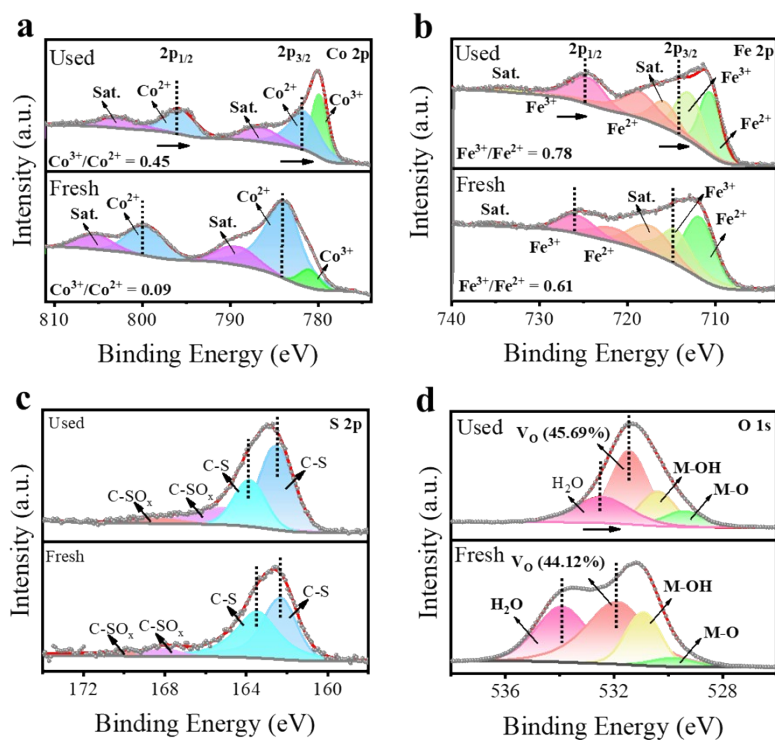 a
Used
2p1/2
2p3/2
Co 2p
Sat.
Co2+
Sat.
Co2+
Co3+
Co3+/Co2+ = 0.45
Fresh
Sat.
Co2+
Sat.
Co2+
Co3+
Co3+/Co2+ = 0.09
810 800 790 780
Binding Energy (eV)
Intensity (a.u.)
b
Used
2p1/2
2p3/2
Fe 2p
Sat.
Fe3+
Fe2+
Sat.
Fe3+
Fe2+
Fe3+/Fe2+ = 0.78
Fresh
Sat.
Fe3+
Fe2+
Sat.
Fe3+
Fe2+
Fe3+/Fe2+ = 0.61
740 730 720 710
Binding Energy (eV)
Intensity (a.u.)
c
Used
S 2p
C-SOx
C-SOx
C-S
C-S
Fresh
C-SOx
C-SOx
C-S
C-S
172 168 164 160
Binding Energy (eV)
Intensity (a.u.)
d
Used
O 1s
VO (45.69%)
H2O
M-OH
M-O
Fresh
VO (44.12%)
H2O
M-OH
M-O
536 532 528
Binding Energy (eV)
Intensity (a.u.)